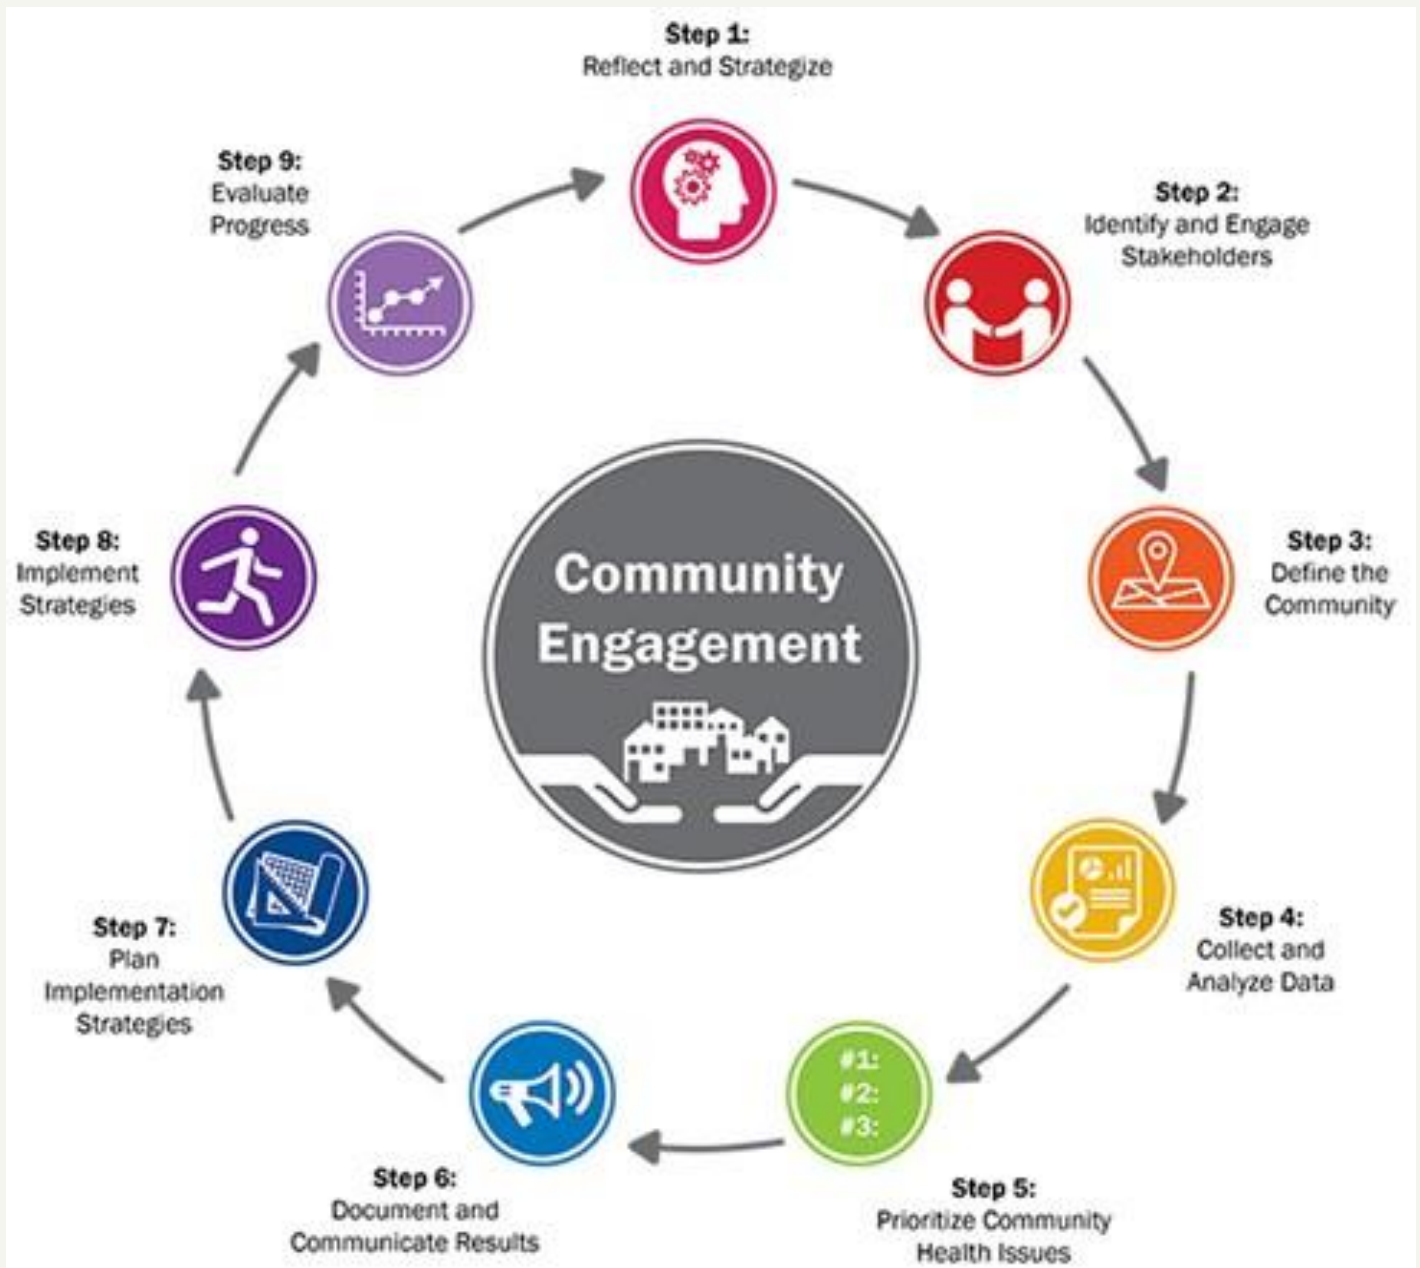 Step 1:
Reflect and Strategize
Step 2:
Identify and Engage
Stakeholders
Step 3:
Define the
Community
Step 4:
Collect and
Analyze Data
#1:
#2:
#3:
Step 5:
Prioritize Community
Health Issues
Step 6:
Document and
Communicate Results
Step 7:
Plan
Implementation
Strategies
Step 8:
Implement
Strategies
Step 9:
Evaluate
Progress
Community
Engagement